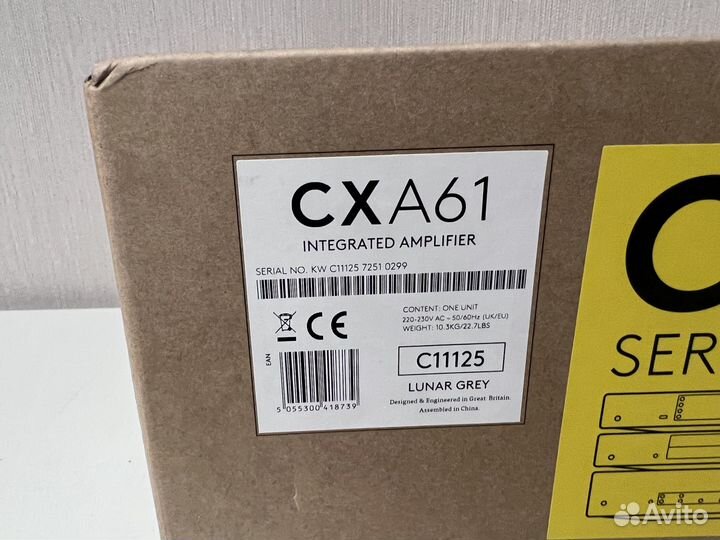 CXA61
INTEGRATED AMPLIFIER
SERIAL NO. KW C11125 7251 0299
CONTENT: ONE UNIT
220-230V AC ~ 50/60Hz (UK/EU)
WEIGHT: 10.3KG/22.7LBS
CE
EAN
C11125
LUNAR GREY
5 055300 418739
Designed & Engineered in Great Britain.
Assembled in China.
C
SER
Avito